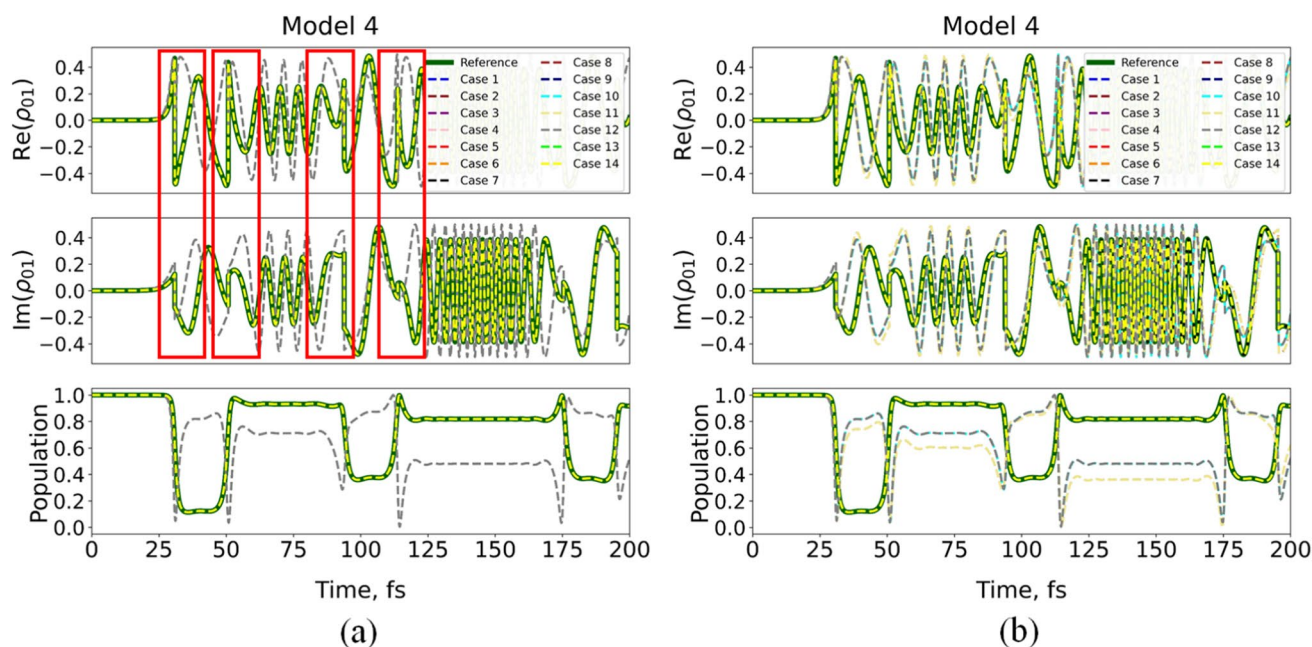 Model 4
Re(ρ01)
0.4
0.2
0.0
−0.2
−0.4
Reference
Case 1
Case 2
Case 3
Case 4
Case 5
Case 6
Case 7
Case 8
Case 9
Case 10
Case 11
Case 12
Case 13
Case 14
Im(ρ01)
0.4
0.2
0.0
−0.2
−0.4
Population
1.0
0.8
0.6
0.4
0.2
0.0
0 25 50 75 100 125 150 175 200
Time, fs
(a)
Model 4
Re(ρ01)
0.4
0.2
0.0
−0.2
−0.4
Reference
Case 1
Case 2
Case 3
Case 4
Case 5
Case 6
Case 7
Case 8
Case 9
Case 10
Case 11
Case 12
Case 13
Case 14
Im(ρ01)
0.4
0.2
0.0
−0.2
−0.4
Population
1.0
0.8
0.6
0.4
0.2
0.0
0 25 50 75 100 125 150 175 200
Time, fs
(b)